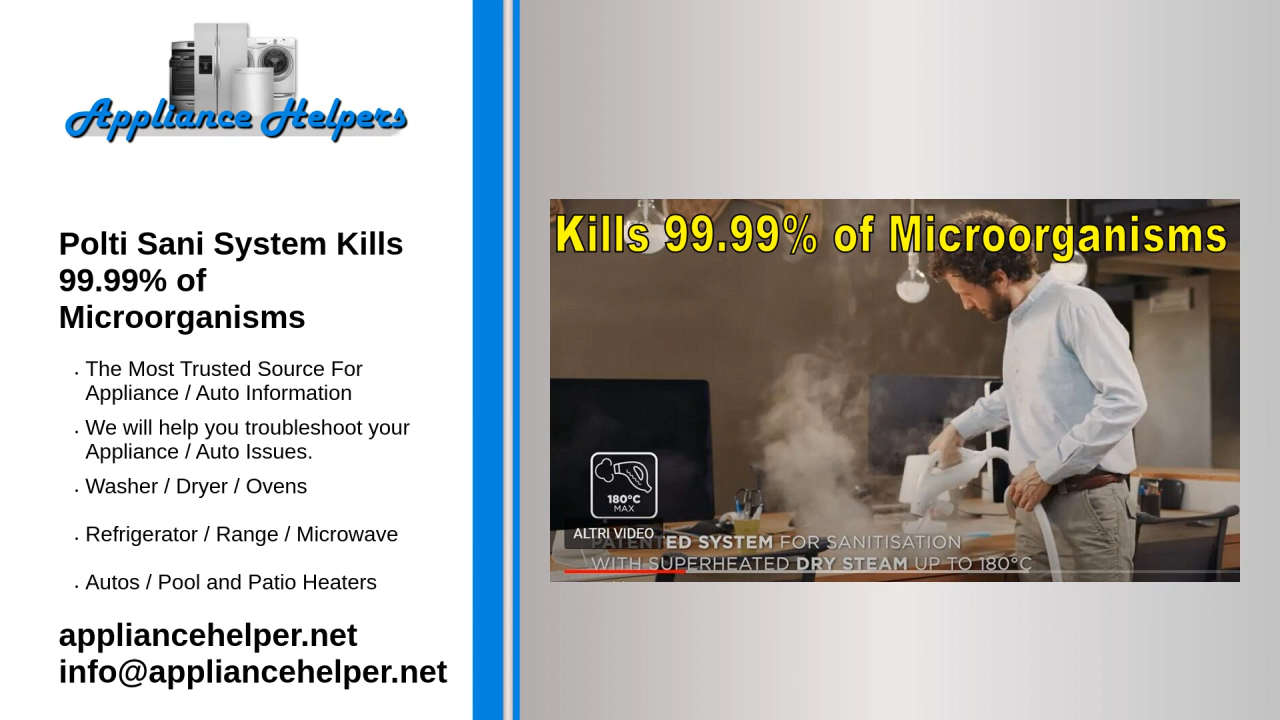 Appliance Helpers
Polti Sani System Kills
99.99% of
Microorganisms
· The Most Trusted Source For
Appliance / Auto Information
· We will help you troubleshoot your
Appliance / Auto Issues.
· Washer / Dryer / Ovens
· Refrigerator / Range / Microwave
· Autos / Pool and Patio Heaters
appliancehelper.net
info@appliancehelper.net
Kills 99.99% of Microorganisms
180°C
MAX
ALTRI VIDEO
PATENTED SYSTEM FOR SANITISATION
WITH SUPERHEATED DRY STEAM UP TO 180°C